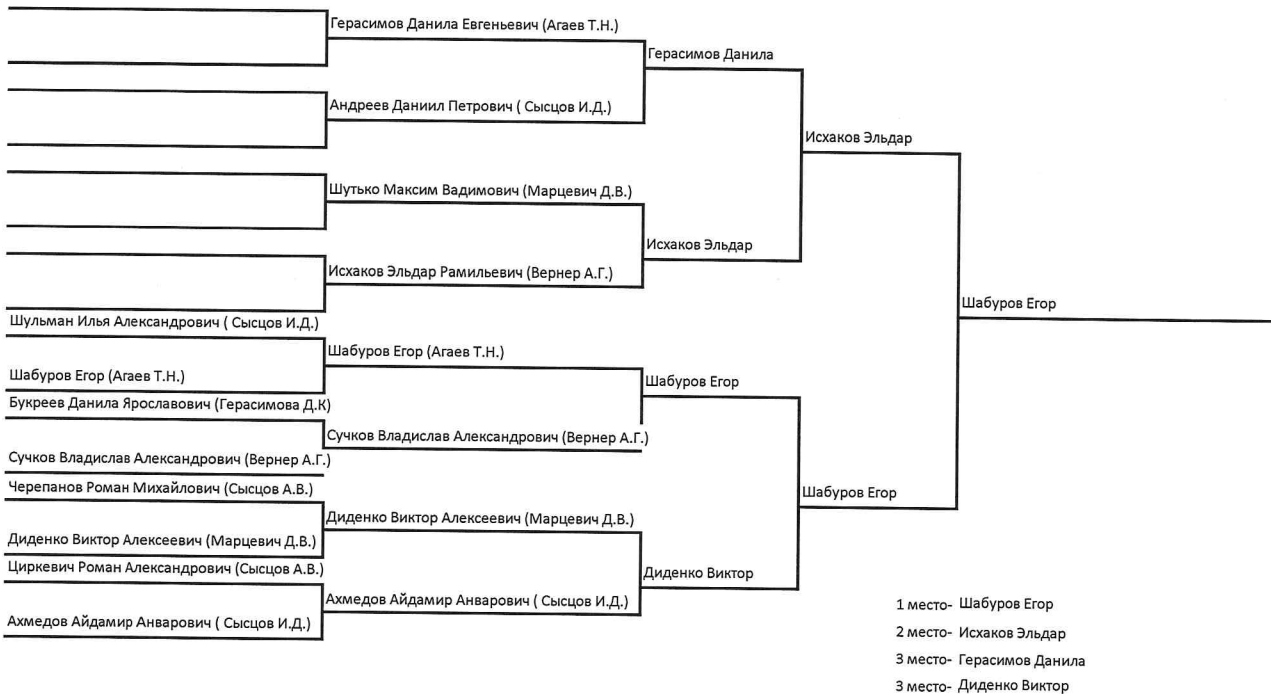 Герасимов Данила Евгеньевич (Агаев Т.Н.)
Герасимов Данила
Андреев Даниил Петрович ( Сысцов И.Д.)
Исхаков Эльдар
Шутько Максим Вадимович (Марцевич Д.В.)
Исхаков Эльдар
Исхаков Эльдар Рамильевич (Вернер А.Г.)
Шабуров Егор
Шульман Илья Александрович ( Сысцов И.Д.)
Шабуров Егор (Агаев Т.Н.)
Шабуров Егор (Агаев Т.Н.)
Шабуров Егор
Букреев Данила Ярославович (Герасимова Д.К)
Сучков Владислав Александрович (Вернер А.Г.)
Сучков Владислав Александрович (Вернер А.Г.)
Черепанов Роман Михайлович (Сысцов А.В.)
Шабуров Егор
Диденко Виктор Алексеевич (Марцевич Д.В.)
Диденко Виктор Алексеевич (Марцевич Д.В.)
Циркевич Роман Александрович (Сысцов А.В.)
Диденко Виктор
Ахмедов Айдамир Анварович ( Сысцов И.Д.)
Ахмедов Айдамир Анварович ( Сысцов И.Д.)
1 место- Шабуров Егор
2 место- Исхаков Эльдар
3 место- Герасимов Данила
3 место- Диденко Виктор